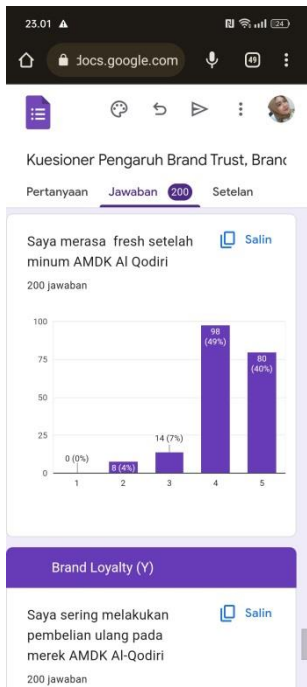 23.01
24
docs.google.com
49
Kuesioner Pengaruh Brand Trust, Branc
Pertanyaan Jawaban 200 Setelan
Saya merasa fresh setelah
minum AMDK Al Qodiri
Salin
200 jawaban
100
75
50
25
0
0 (0%)
8 (4%)
14 (7%)
98
(49%)
80
(40%)
1 2 3 4 5
Brand Loyalty (Y)
Saya sering melakukan
pembelian ulang pada
merek AMDK Al-Qodiri
Salin
200 jawaban